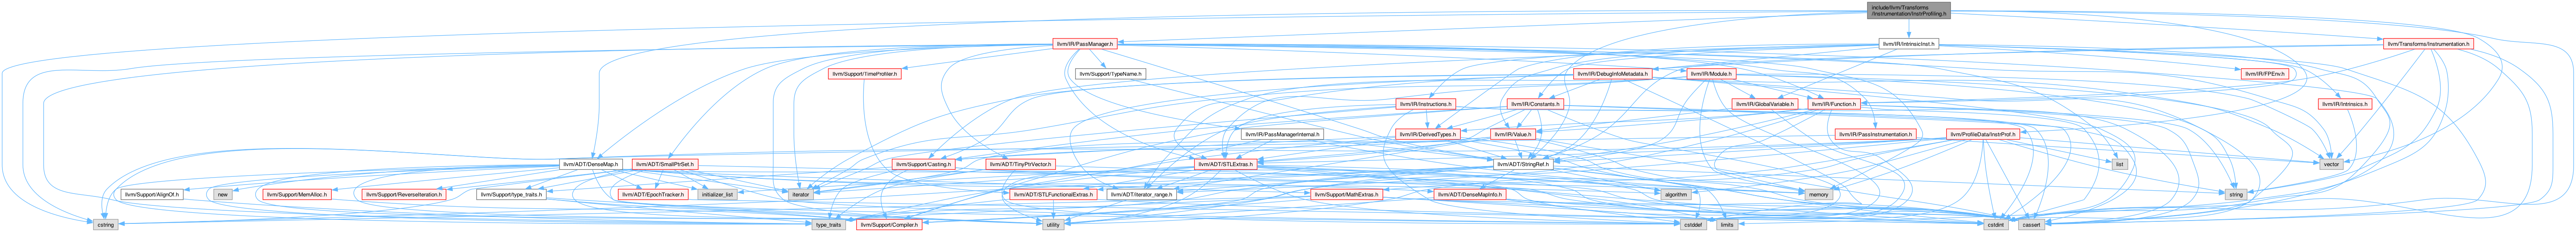 include/llvm/Transforms
/Instrumentation/InstrProfiling.h
llvm/IR/PassManager.h
llvm/IR/IntrinsicInst.h
llvm/Transforms/Instrumentation.h
llvm/Support/TimeProfiler.h
llvm/Support/TypeName.h
llvm/IR/DebugInfoMetadata.h
llvm/IR/Module.h
llvm/IR/FPEnv.h
llvm/IR/Instructions.h
llvm/IR/Constants.h
llvm/IR/GlobalVariable.h
llvm/IR/Function.h
llvm/IR/Intrinsics.h
llvm/IR/PassManagerInternal.h
llvm/IR/DerivedTypes.h
llvm/IR/Value.h
llvm/IR/PassInstrumentation.h
llvm/ProfileData/InstrProf.h
llvm/ADT/DenseMap.h
llvm/ADT/SmallPtrSet.h
llvm/Support/Casting.h
llvm/ADT/TinyPtrVector.h
llvm/ADT/STLExtras.h
llvm/ADT/StringRef.h
list
vector
llvm/Support/AlignOf.h
new
llvm/Support/MemAlloc.h
llvm/Support/ReverseIteration.h
llvm/Support/type_traits.h
llvm/ADT/EpochTracker.h
initializer_list
iterator
llvm/ADT/STLFunctionalExtras.h
llvm/ADT/iterator_range.h
llvm/Support/MathExtras.h
llvm/ADT/DenseMapInfo.h
algorithm
memory
string
cstring
type_traits
llvm/Support/Compiler.h
utility
cstddef
limits
cstdint
cassert